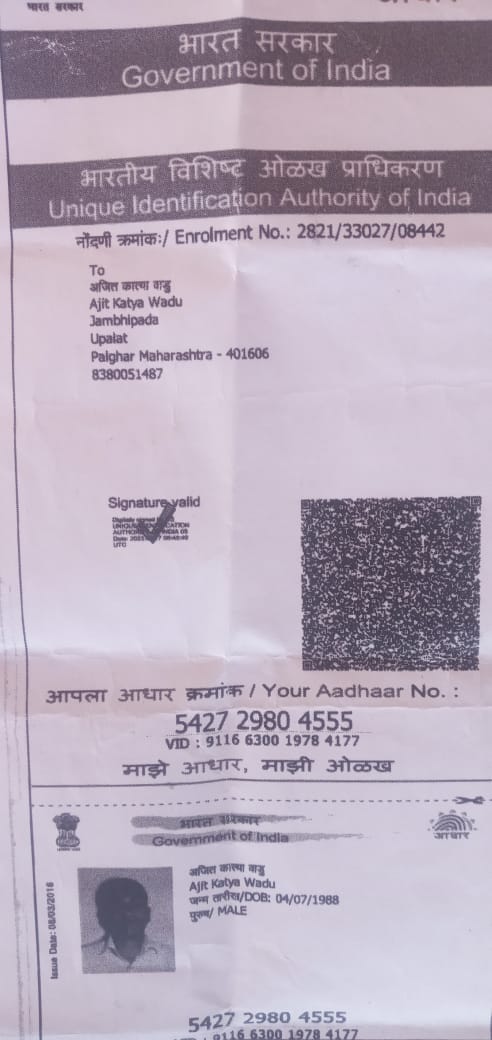 भारत सरकार
भारत सरकार
Government of India
भारतीय विशिष्ट ओळख प्राधिकरण
Unique Identification Authority of India
नोंदणी क्रमांक:/ Enrolment No.: 2821/33027/08442
To
अजित कात्या वाडु
Ajit Katya Wadu
Jambhipada
Upalat
Palghar Maharashtra - 401606
8380051487
Signature valid
Digitally signed
UTC
आपला आधार क्रमांक / Your Aadhaar No. :
5427 2980 4555
VID : 9116 6300 1978 4177
माझे आधार, माझी ओळख
भारत सरकार
Government of India
आधार
अजित कात्या वाडु
Ajit Katya Wadu
जन्म तारीख/DOB: 04/07/1988
पुरुष/ MALE
Issue Date: 08/03/2016
5427 2980 4555
9116 6300 1978 4177